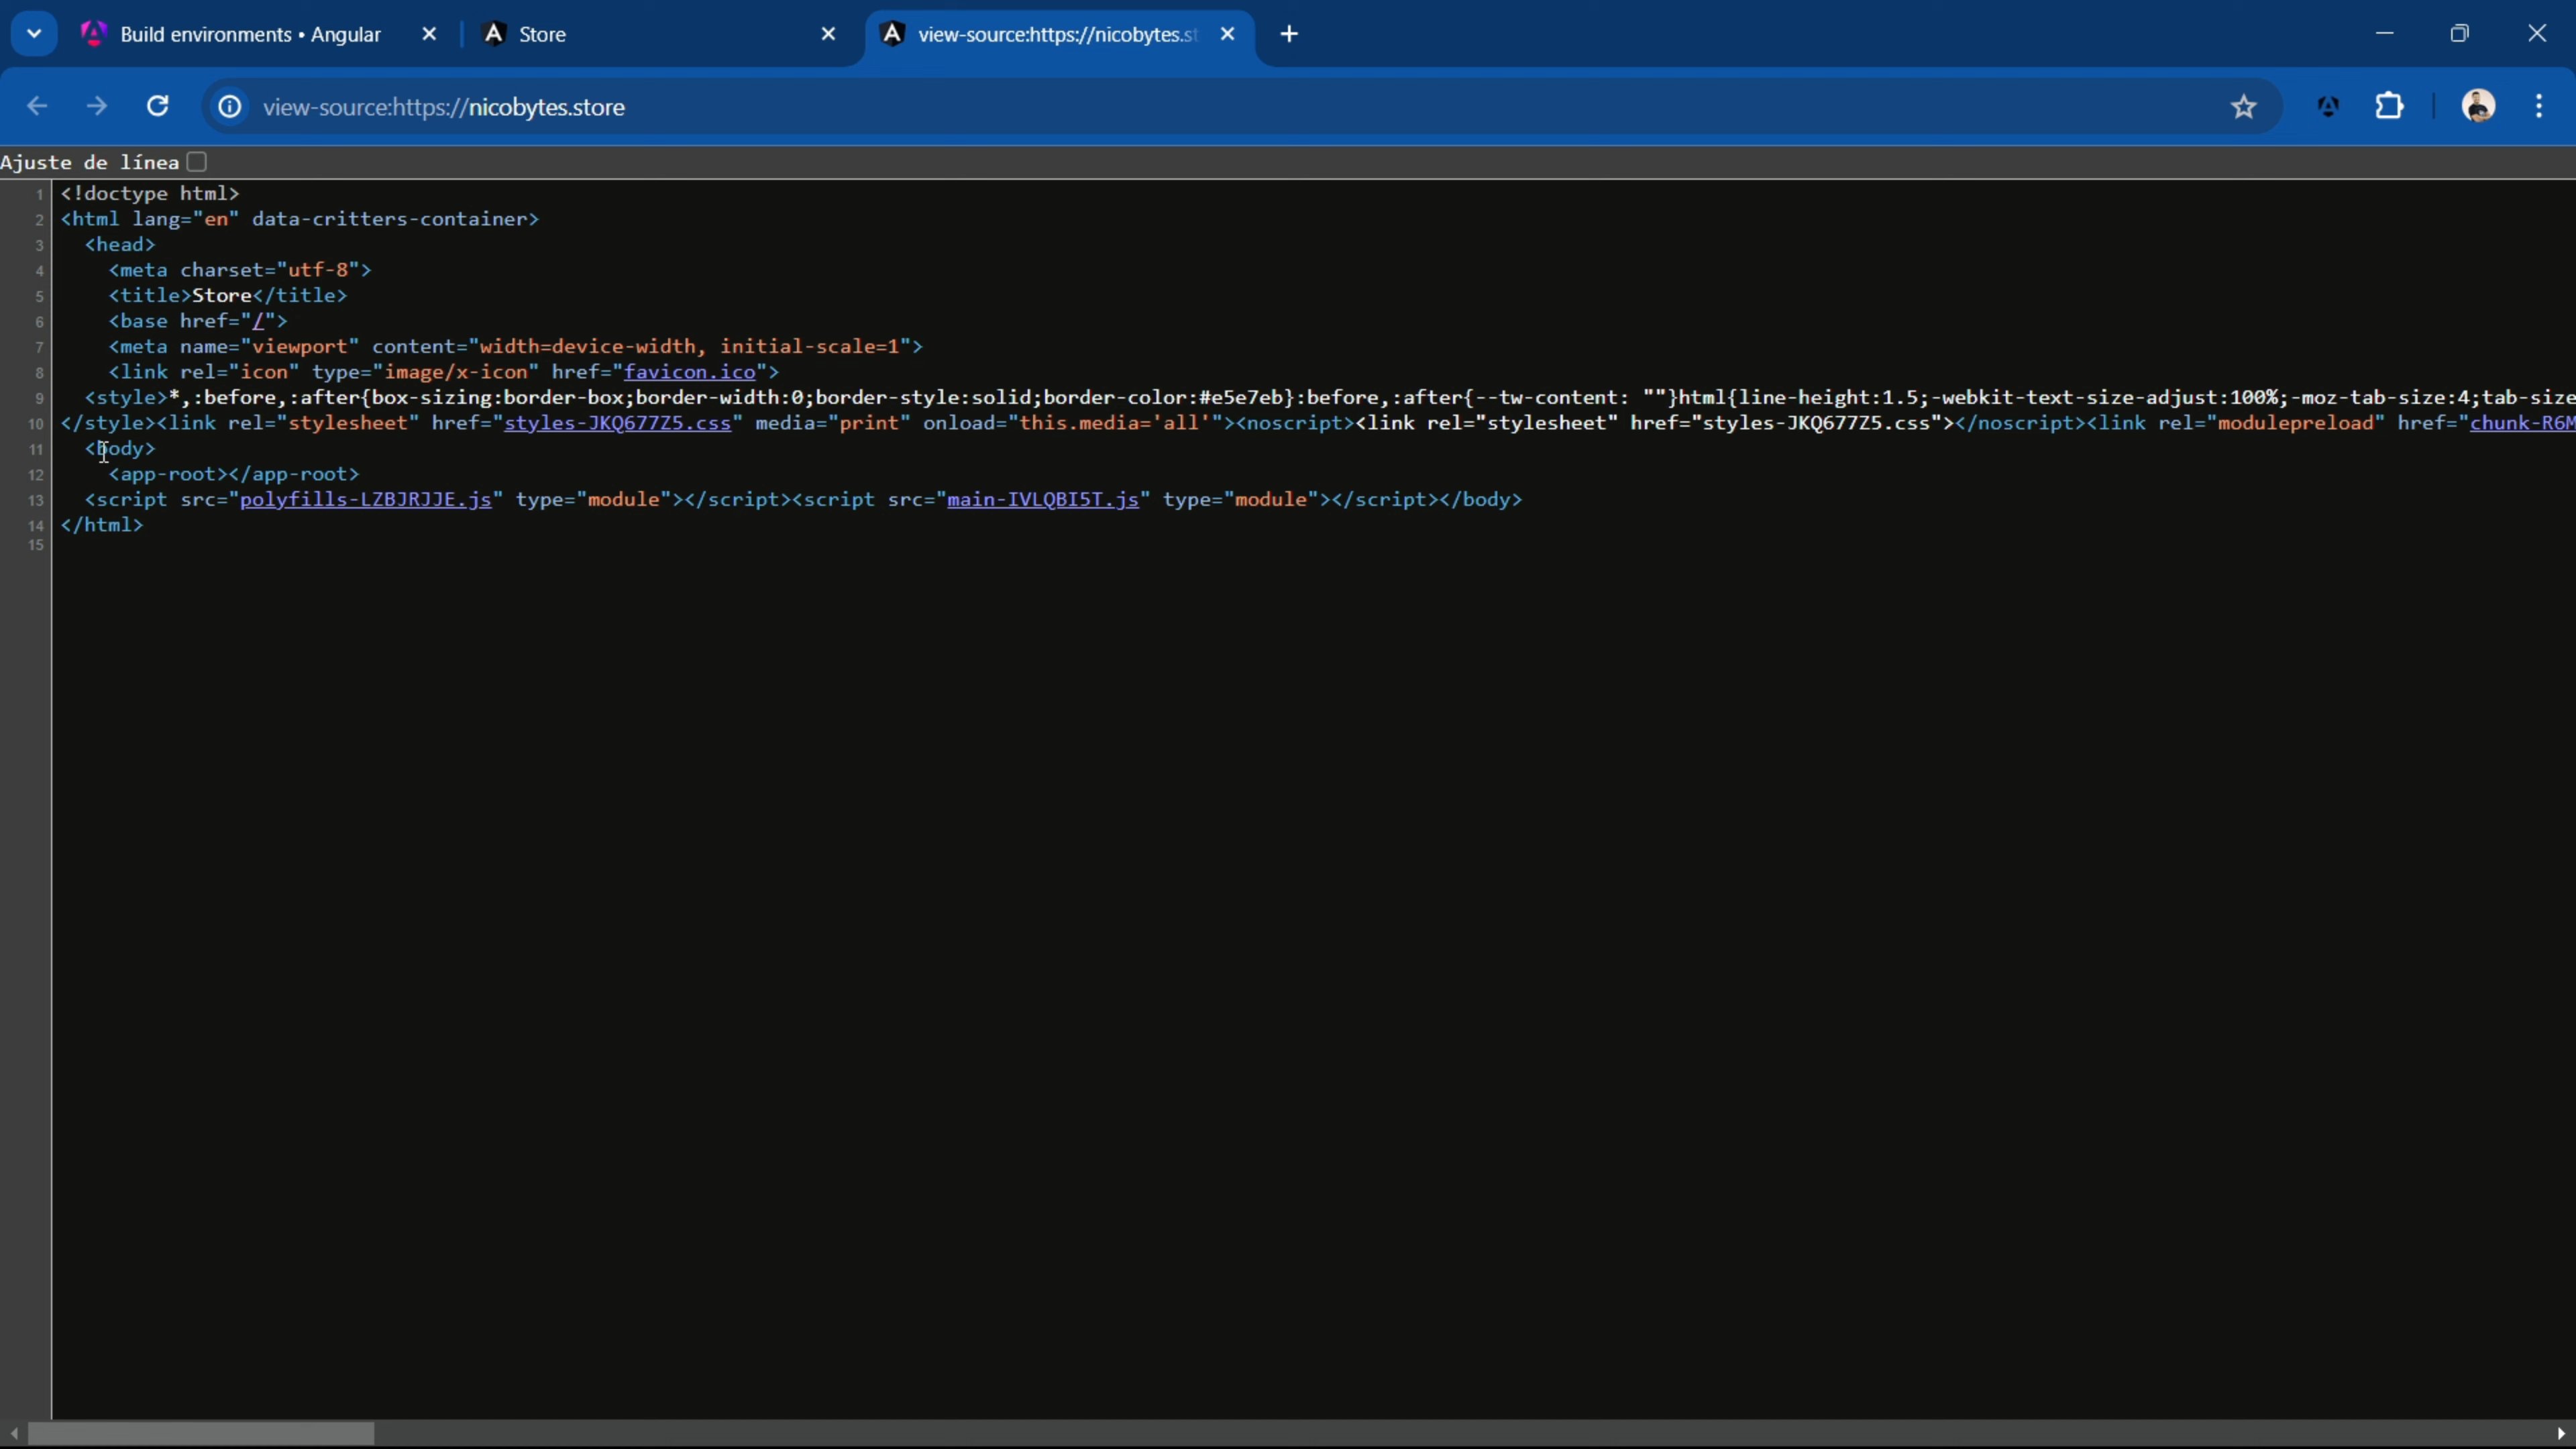 Build environments • Angular
Store
view-source:https://nicobytes.st
view-source:https://nicobytes.store
Ajuste de línea
1 <!doctype html>
2 <html lang="en" data-critters-container>
3 <head>
4 <meta charset="utf-8">
5 <title>Store</title>
6 <base href="/">
7 <meta name="viewport" content="width=device-width, initial-scale=1">
8 <link rel="icon" type="image/x-icon" href="favicon.ico">
9 <style>*,:before,:after{box-sizing:border-box;border-width:0;border-style:solid;border-color:#e5e7eb}:before,:after{--tw-content: ""}html{line-height:1.5;-webkit-text-size-adjust:100%;-moz-tab-size:4;tab-size
10 </style><link rel="stylesheet" href="styles-JKQ677Z5.css" media="print" onload="this.media='all'"><noscript><link rel="stylesheet" href="styles-JKQ677Z5.css"></noscript><link rel="modulepreload" href="chunk-R6M
11 <body>
12 <app-root></app-root>
13 <script src="polyfills-LZBJRJJE.js" type="module"></script><script src="main-IVLQBI5T.js" type="module"></script></body>
14 </html>
15